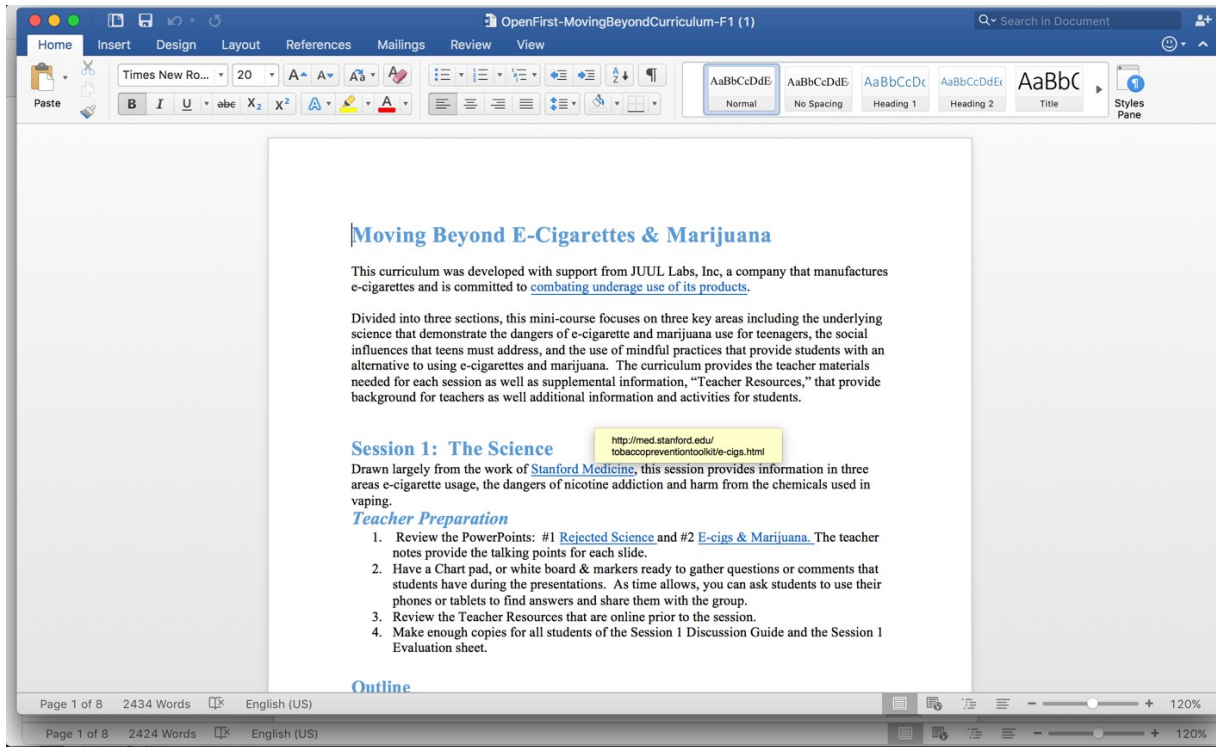 OpenFirst-MovingBeyondCurriculum-F1 (1)
Search in Document
Home Insert Design Layout References Mailings Review View
Paste
Times New Ro... 20
AaBbCcDdE AaBbCcDdE AaBbCcDc AaBbCcDdEe AaBbC
Normal No Spacing Heading 1 Heading 2 Title
Styles
Pane
Moving Beyond E-Cigarettes & Marijuana
This curriculum was developed with support from JUUL Labs, Inc, a company that manufactures
e-cigarettes and is committed to combating underage use of its products.
Divided into three sections, this mini-course focuses on three key areas including the underlying
science that demonstrate the dangers of e-cigarette and marijuana use for teenagers, the social
influences that teens must address, and the use of mindful practices that provide students with an
alternative to using e-cigarettes and marijuana. The curriculum provides the teacher materials
needed for each session as well as supplemental information, “Teacher Resources,” that provide
background for teachers as well additional information and activities for students.
http://med.stanford.edu/
tobaccopreventiontoolkit/e-cigs.html
Session 1: The Science
Drawn largely from the work of Stanford Medicine, this session provides information in three
areas e-cigarette usage, the dangers of nicotine addiction and harm from the chemicals used in
vaping.
Teacher Preparation
1. Review the PowerPoints: #1 Rejected Science and #2 E-cigs & Marijuana. The teacher
notes provide the talking points for each slide.
2. Have a Chart pad, or white board & markers ready to gather questions or comments that
students have during the presentations. As time allows, you can ask students to use their
phones or tablets to find answers and share them with the group.
3. Review the Teacher Resources that are online prior to the session.
4. Make enough copies for all students of the Session 1 Discussion Guide and the Session 1
Evaluation sheet.
Outline
Page 1 of 8 2434 Words English (US) 120%
Page 1 of 8 2424 Words English (US) 120%